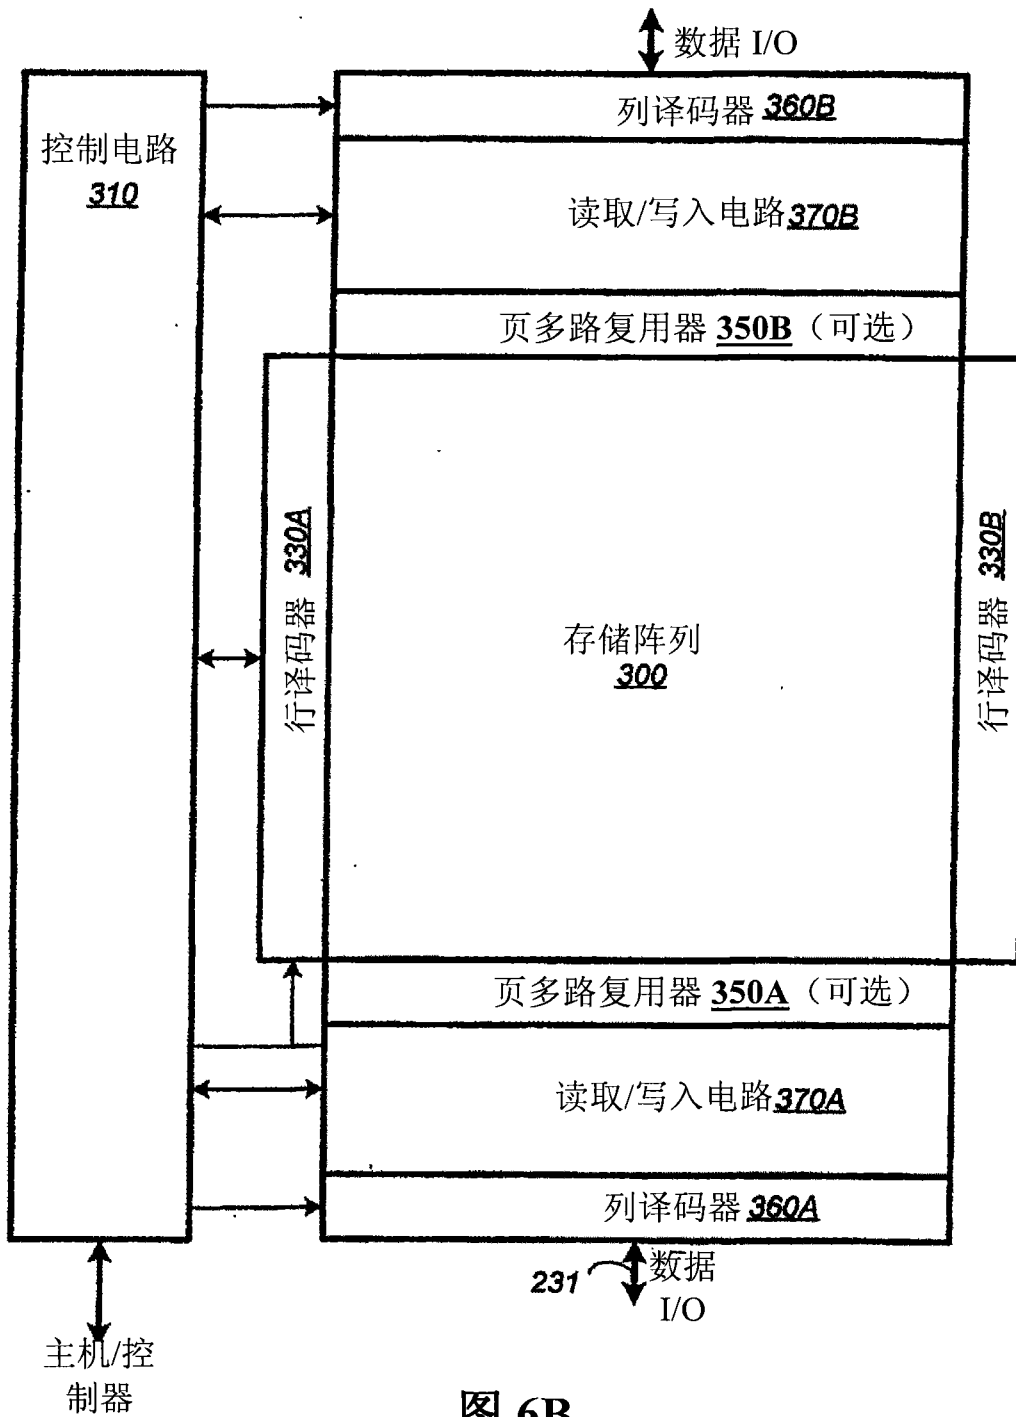 数据 I/O
列译码器 360B
控制电路
310
读取/写入电路370B
页多路复用器 350B（可选）
行译码器 330A
存储阵列
300
行译码器 330B
页多路复用器 350A（可选）
读取/写入电路370A
列译码器 360A
231
数据
I/O
主机/控
制器
图 6B